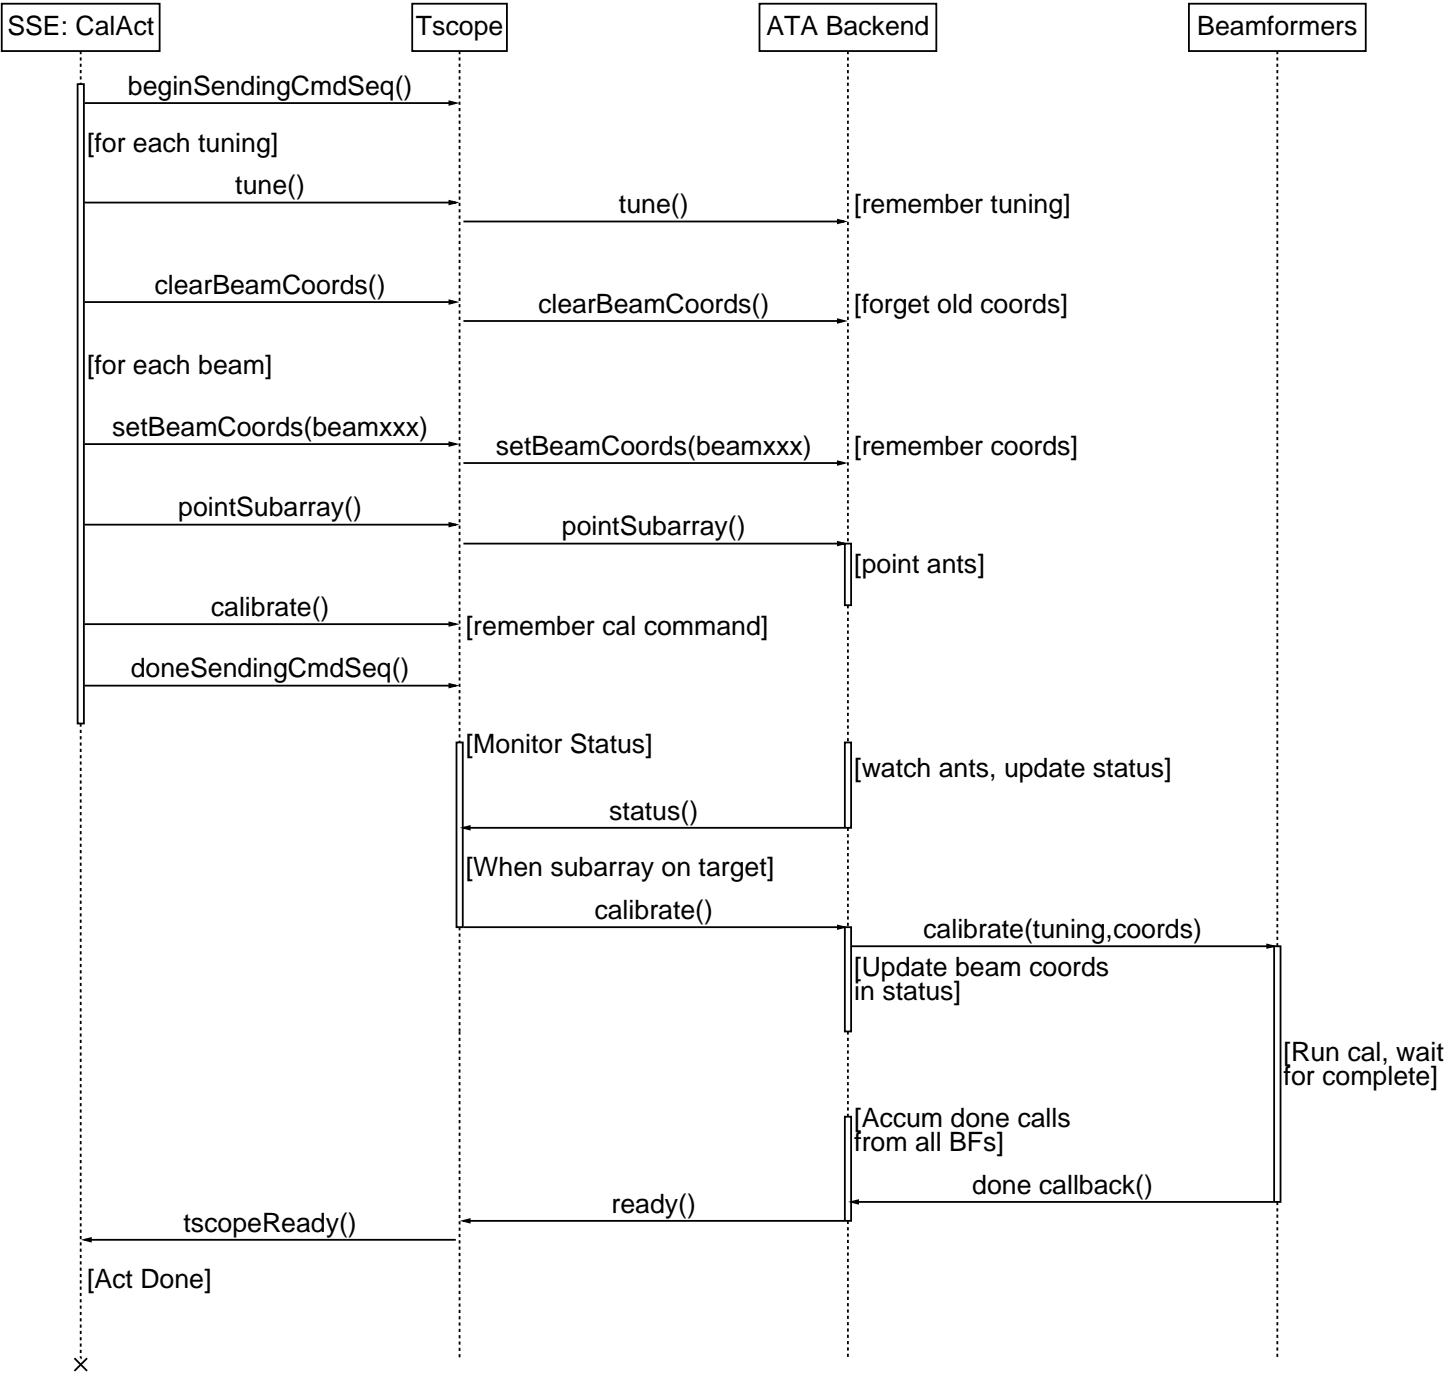 SSE: CalAct
Tscope
ATA Backend
Beamformers
beginSendingCmdSeq()
[for each tuning]
tune()
tune()
[remember tuning]
clearBeamCoords()
clearBeamCoords()
[forget old coords]
[for each beam]
setBeamCoords(beamxxx)
setBeamCoords(beamxxx)
[remember coords]
pointSubarray()
pointSubarray()
[point ants]
calibrate()
[remember cal command]
doneSendingCmdSeq()
[Monitor Status]
[watch ants, update status]
status()
[When subarray on target]
calibrate()
calibrate(tuning,coords)
[Update beam coords
in status]
[Run cal, wait
for complete]
[Accum done calls
from all BFs]
done callback()
ready()
tscopeReady()
[Act Done]